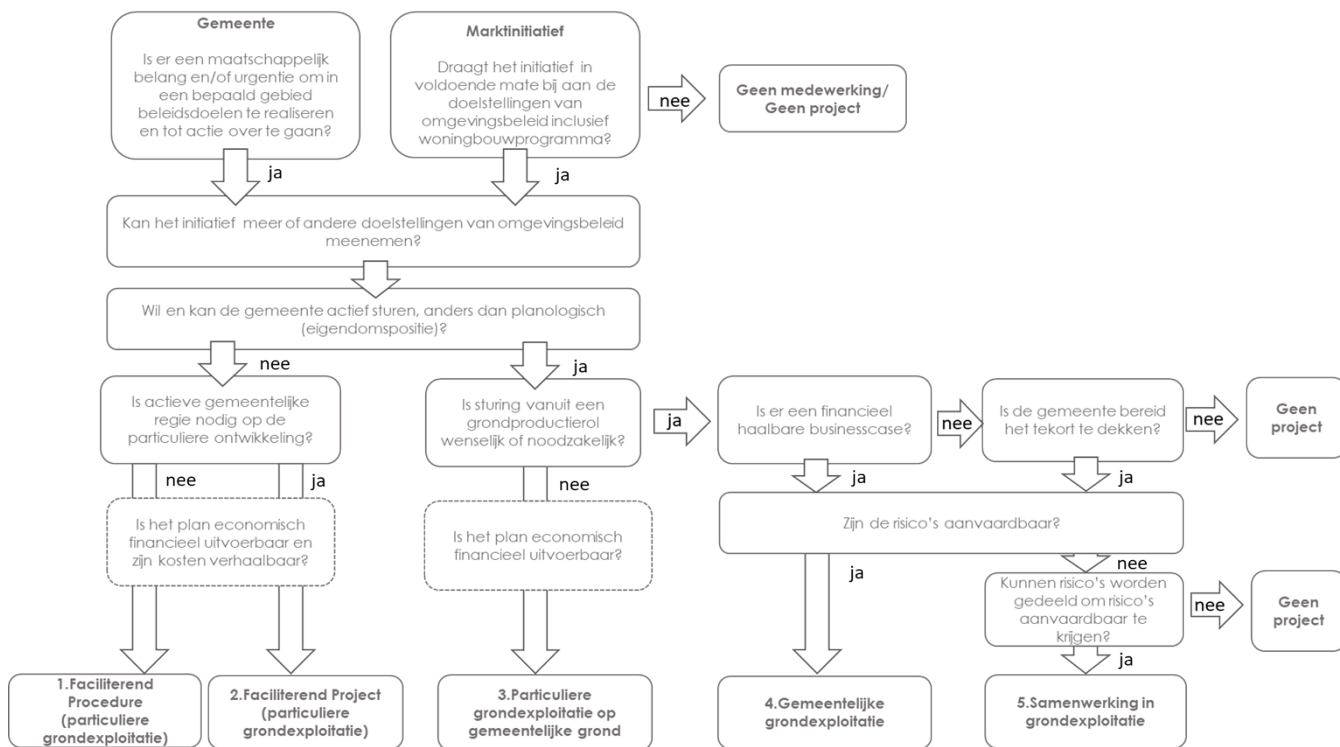 Gemeente
Is er een maatschappelijk
belang en/of urgentie om in
een bepaald gebied
beleidsdoelen te realiseren
en tot actie over te gaan?
Marktinitiatief
Draagt het initiatief in
voldoende mate bij aan de
doelstellingen van
omgevingsbeleid inclusief
woningbouwprogramma?
nee
Geen medewerking/
Geen project
ja
ja
Kan het initiatief meer of andere doelstellingen van omgevingsbeleid
meenemen?
Wil en kan de gemeente actief sturen, anders dan planologisch
(eigendomspositie)?
nee
ja
Is actieve gemeentelijke
regie nodig op de
particuliere ontwikkeling?
Is sturing vanuit een
grondproductierol
wenselijk of noodzakelijk?
ja
Is er een financieel
haalbare businesscase?
nee
Is de gemeente bereid
het tekort te dekken?
nee
Geen
project
nee
ja
nee
ja
ja
Is het plan economisch
financieel uitvoerbaar en
zijn kosten verhaalbaar?
Is het plan economisch
financieel uitvoerbaar?
Zijn de risico's aanvaardbaar?
ja
nee
Kunnen risico's worden
gedeeld om risico's
aanvaardbaar te
krijgen?
nee
Geen
project
ja
1.Faciliterend
Procedure
(particuliere
grondexploitatie)
2.Faciliterend Project
(particuliere
grondexploitatie)
3.Particuliere
grondexploitatie op
gemeentelijke grond
4.Gemeentelijke
grondexploitatie
5.Samenwerking in
grondexploitatie